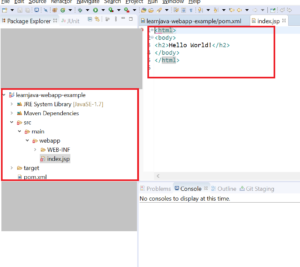 File Edit Source Refactor Navigate Search Project Run Window Help
Package Explorer
JUnit
learnjava-webapp-example/pom.xml
index.jsp
learnjava-webapp-example
JRE System Library [JavaSE-1.7]
Maven Dependencies
src
main
webapp
WEB-INF
index.jsp
target
pom.xml
<html>
<body>
<h2>Hello World!</h2>
</body>
</html>
Problems Console Outline Git Staging
No consoles to display at this time.